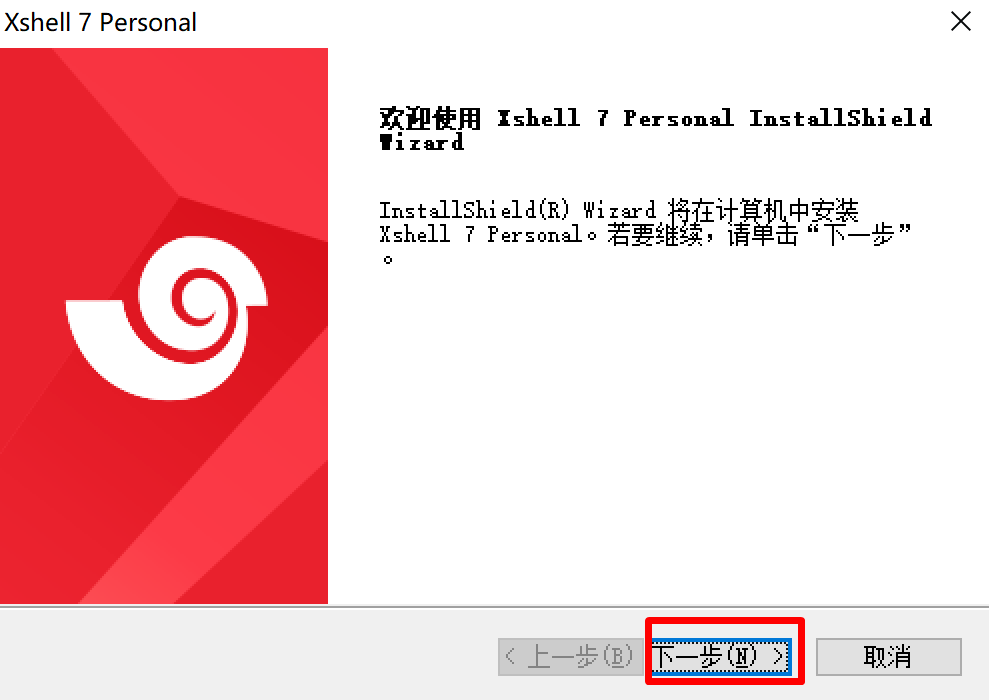 Xshell 7 Personal
欢迎使用 Xshell 7 Personal InstallShield
Wizard
InstallShield(R) Wizard 将在计算机中安装
Xshell 7 Personal。若要继续，请单击“下一步”
。
< 上一步(B)
下一步(N) >
取消